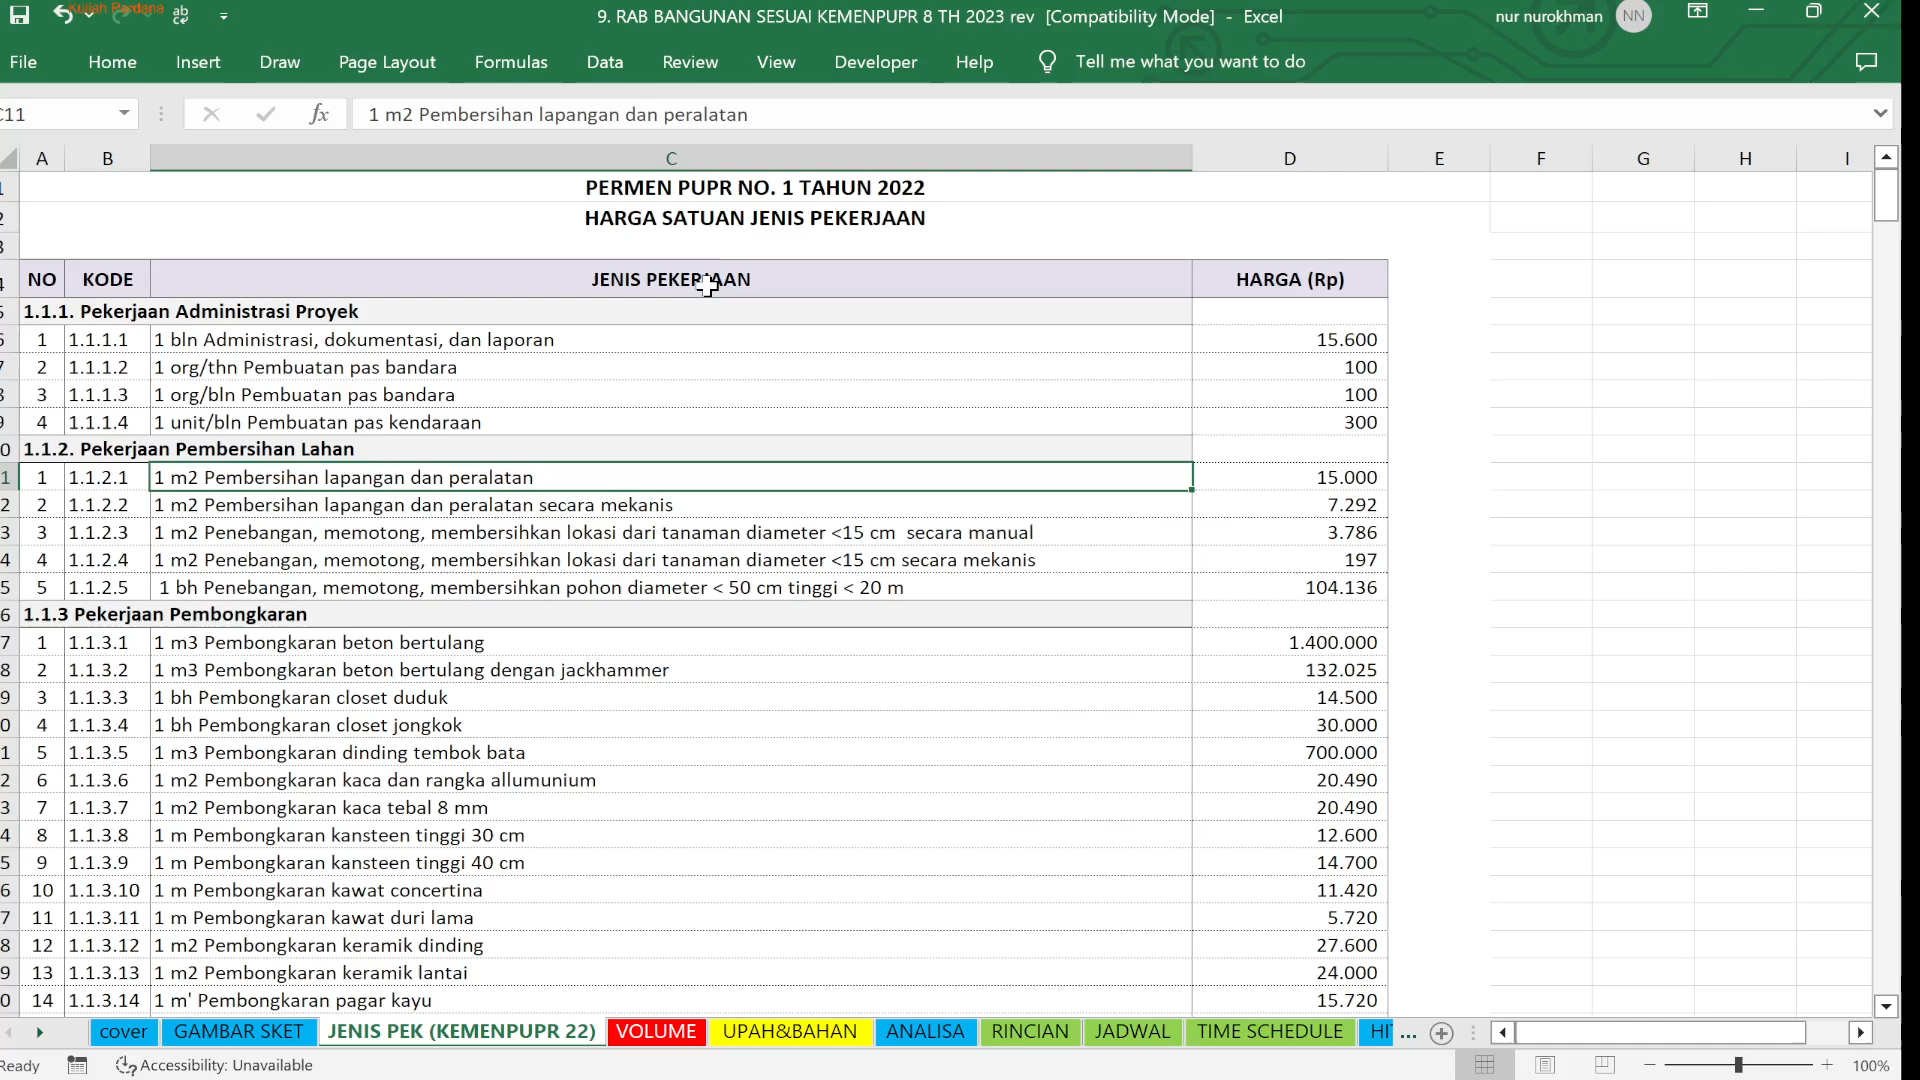 Kuliah Perdana
9. RAB BANGUNAN SESUAI KEMENPUPR 8 TH 2023 rev [Compatibility Mode] - Excel
nur nurokhman NN
File Home Insert Draw Page Layout Formulas Data Review View Developer Help Tell me what you want to do
C11 fx 1 m2 Pembersihan lapangan dan peralatan
A B C D E F G H I
PERMEN PUPR NO. 1 TAHUN 2022
HARGA SATUAN JENIS PEKERJAAN
NO KODE JENIS PEKERJAAN HARGA (Rp)
1.1.1. Pekerjaan Administrasi Proyek
1 1.1.1.1 1 bln Administrasi, dokumentasi, dan laporan 15.600
2 1.1.1.2 1 org/thn Pembuatan pas bandara 100
3 1.1.1.3 1 org/bln Pembuatan pas bandara 100
4 1.1.1.4 1 unit/bln Pembuatan pas kendaraan 300
1.1.2. Pekerjaan Pembersihan Lahan
1 1.1.2.1 1 m2 Pembersihan lapangan dan peralatan 15.000
2 1.1.2.2 1 m2 Pembersihan lapangan dan peralatan secara mekanis 7.292
3 1.1.2.3 1 m2 Penebangan, memotong, membersihkan lokasi dari tanaman diameter <15 cm secara manual 3.786
4 1.1.2.4 1 m2 Penebangan, memotong, membersihkan lokasi dari tanaman diameter <15 cm secara mekanis 197
5 1.1.2.5 1 bh Penebangan, memotong, membersihkan pohon diameter < 50 cm tinggi < 20 m 104.136
1.1.3 Pekerjaan Pembongkaran
1 1.1.3.1 1 m3 Pembongkaran beton bertulang 1.400.000
2 1.1.3.2 1 m3 Pembongkaran beton bertulang dengan jackhammer 132.025
3 1.1.3.3 1 bh Pembongkaran closet duduk 14.500
4 1.1.3.4 1 bh Pembongkaran closet jongkok 30.000
5 1.1.3.5 1 m3 Pembongkaran dinding tembok bata 700.000
6 1.1.3.6 1 m2 Pembongkaran kaca dan rangka allumunium 20.490
7 1.1.3.7 1 m2 Pembongkaran kaca tebal 8 mm 20.490
8 1.1.3.8 1 m Pembongkaran kansteen tinggi 30 cm 12.600
9 1.1.3.9 1 m Pembongkaran kansteen tinggi 40 cm 14.700
10 1.1.3.10 1 m Pembongkaran kawat concertina 11.420
11 1.1.3.11 1 m Pembongkaran kawat duri lama 5.720
12 1.1.3.12 1 m2 Pembongkaran keramik dinding 27.600
13 1.1.3.13 1 m2 Pembongkaran keramik lantai 24.000
14 1.1.3.14 1 m' Pembongkaran pagar kayu 15.720
cover GAMBAR SKET JENIS PEK (KEMENPUPR 22) VOLUME UPAH&BAHAN ANALISA RINCIAN JADWAL TIME SCHEDULE HI ...
Ready Accessibility: Unavailable 100%